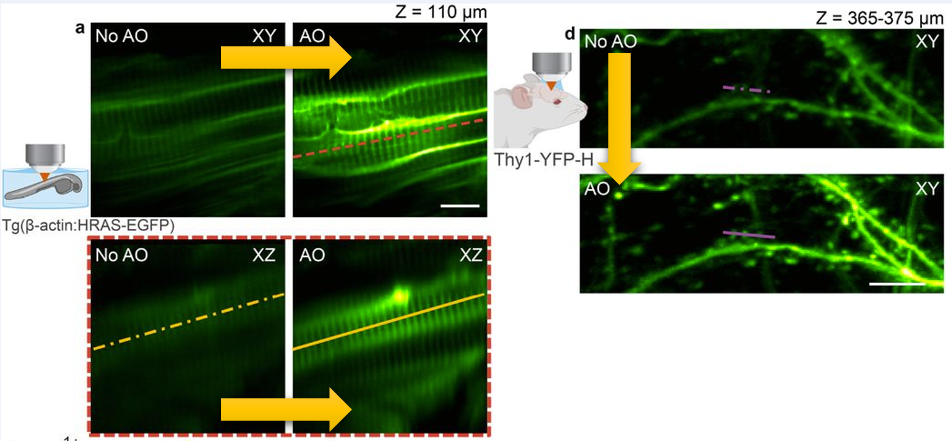 Z = 110 µm
a
No AO
XY
AO
XY
Tg(β-actin:HRAS-EGFP)
No AO
XZ
AO
XZ
Z = 365-375 µm
d
No AO
XY
Thy1-YFP-H
AO
XY